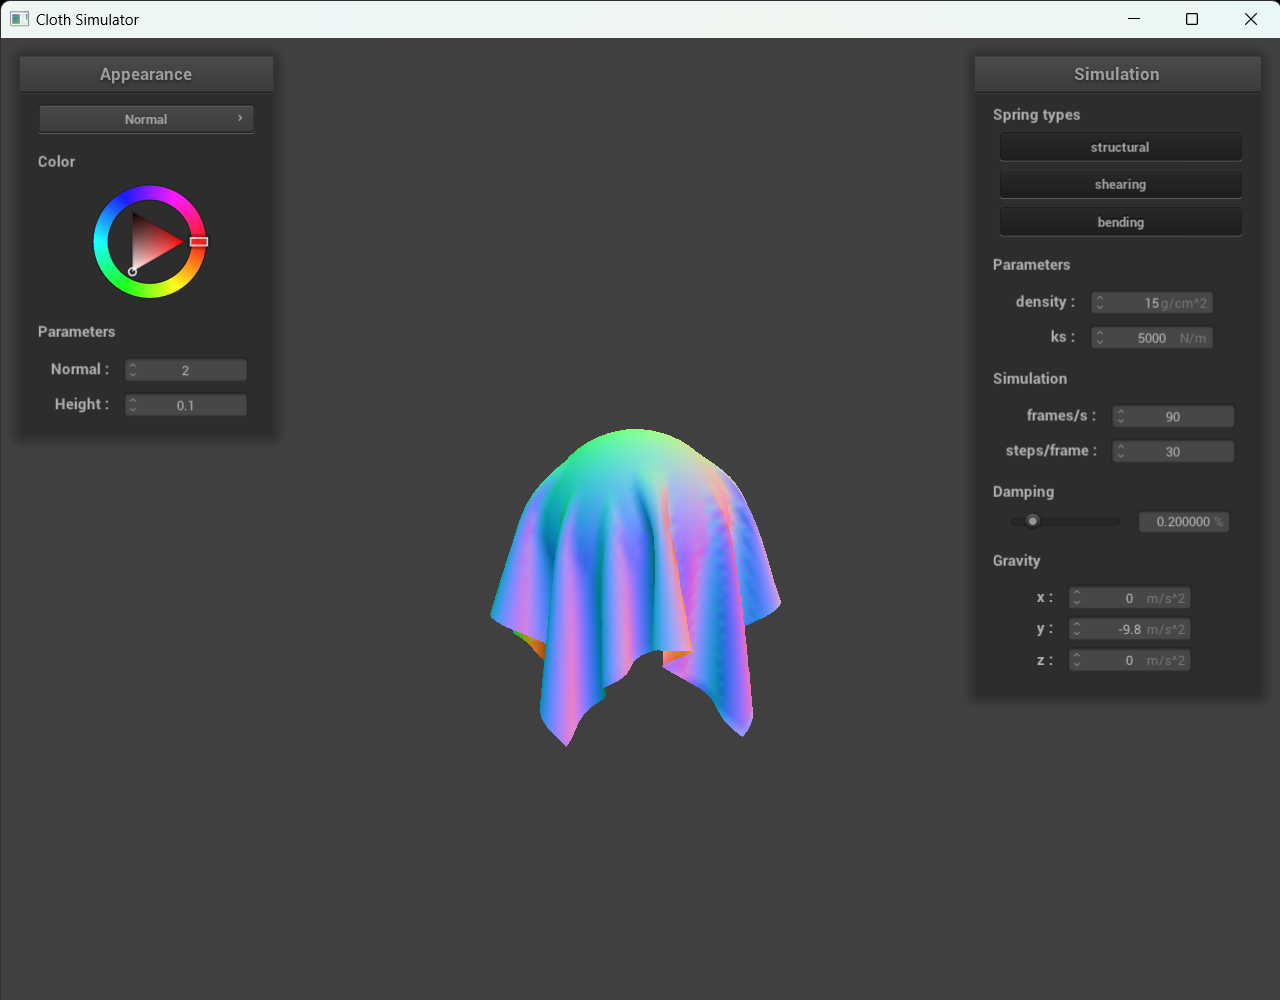 Cloth Simulator
Appearance
Normal
Color
Parameters
Normal :
2
Height :
0.1
Simulation
Spring types
structural
shearing
bending
Parameters
density :
15 g/cm^2
ks :
5000 N/m
Simulation
frames/s :
90
steps/frame :
30
Damping
0.200000 %
Gravity
x :
0 m/s^2
y :
-9.8 m/s^2
z :
0 m/s^2